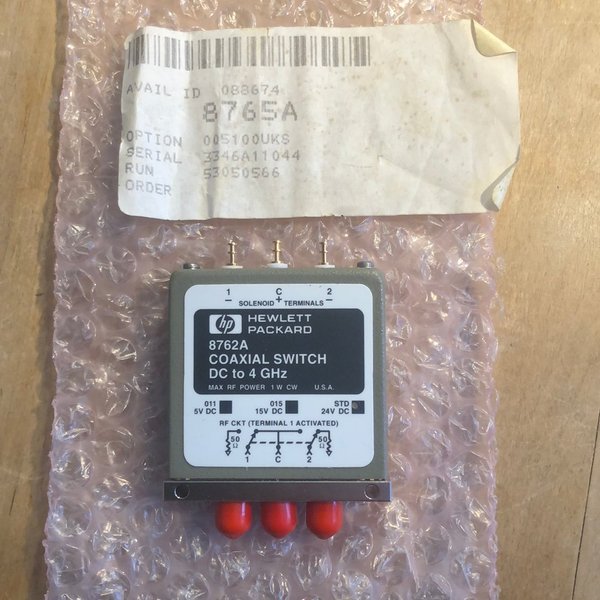 AVAIL ID 088674
8765A
OPTION 005100UKS
SERIAL 3346A11044
RUN 53050566
ORDER
1 C 2
− + −
SOLENOID TERMINALS
hp HEWLETT
PACKARD
8762A
COAXIAL SWITCH
DC to 4 GHz
MAX RF POWER 1 W CW U.S.A.
011 015 STD
5V DC 15V DC 24V DC
RF CKT (TERMINAL 1 ACTIVATED)
50 Ω 50 Ω
1 C 2